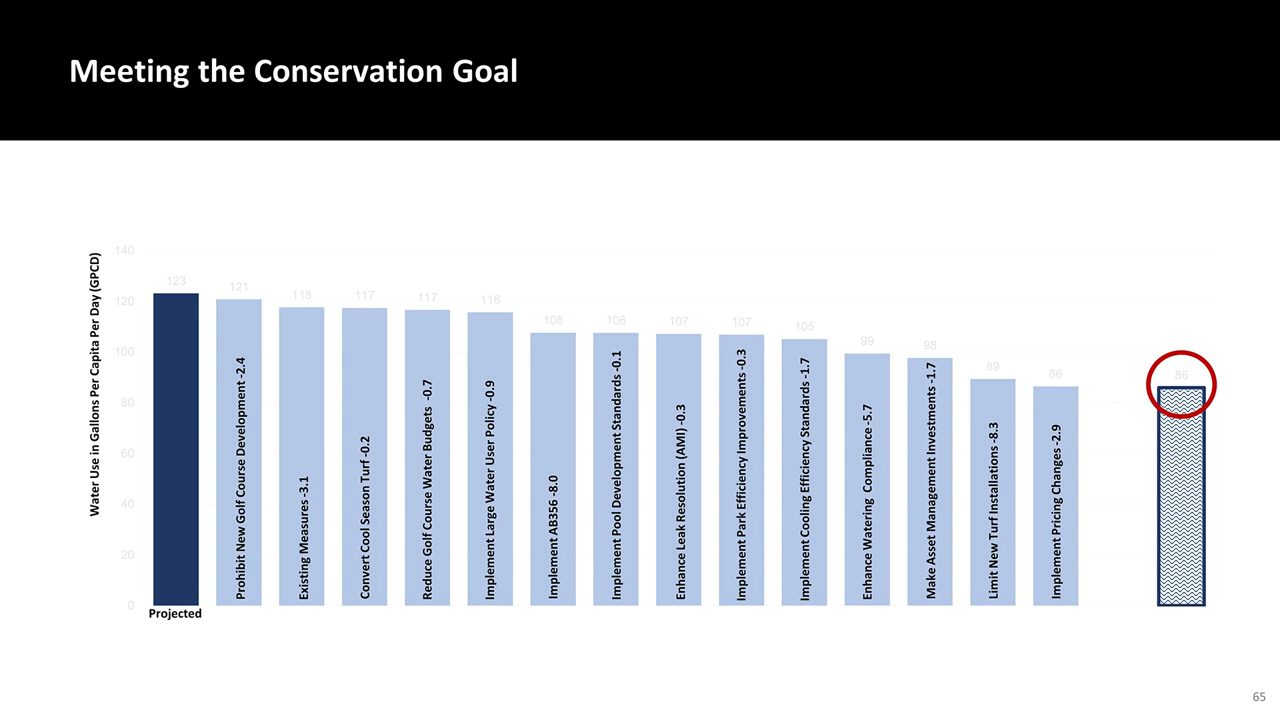 Meeting the Conservation Goal
Water Use in Gallons Per Capita Per Day (GPCD)
140
120
100
80
60
40
20
0
123
121
118
117
117
116
108
108
107
107
105
99
98
89
86
86
Projected
Prohibit New Golf Course Development -2.4
Existing Measures -3.1
Convert Cool Season Turf -0.2
Reduce Golf Course Water Budgets -0.7
Implement Large Water User Policy -0.9
Implement AB356 -8.0
Implement Pool Development Standards -0.1
Enhance Leak Resolution (AMI) -0.3
Implement Park Efficiency Improvements -0.3
Implement Cooling Efficiency Standards -1.7
Enhance Watering Compliance -5.7
Make Asset Management Investments -1.7
Limit New Turf Installations -8.3
Implement Pricing Changes -2.9
65